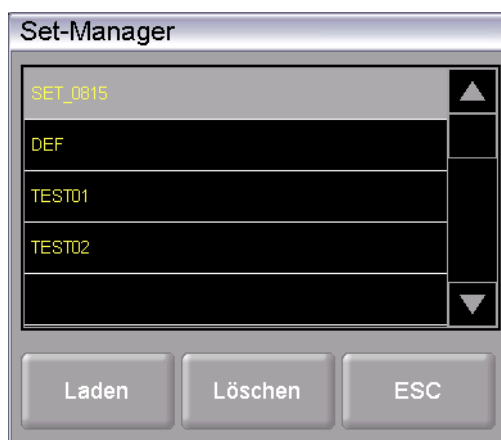 Set-Manager
SET_0815
DEF
TEST01
TEST02
Laden Löschen ESC